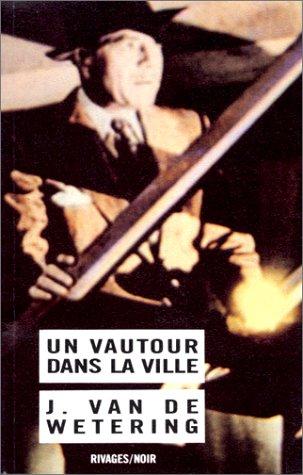 UN VAUTOUR
DANS LA VILLE
J. VAN DE
WETERING
RIVAGES/NOIR